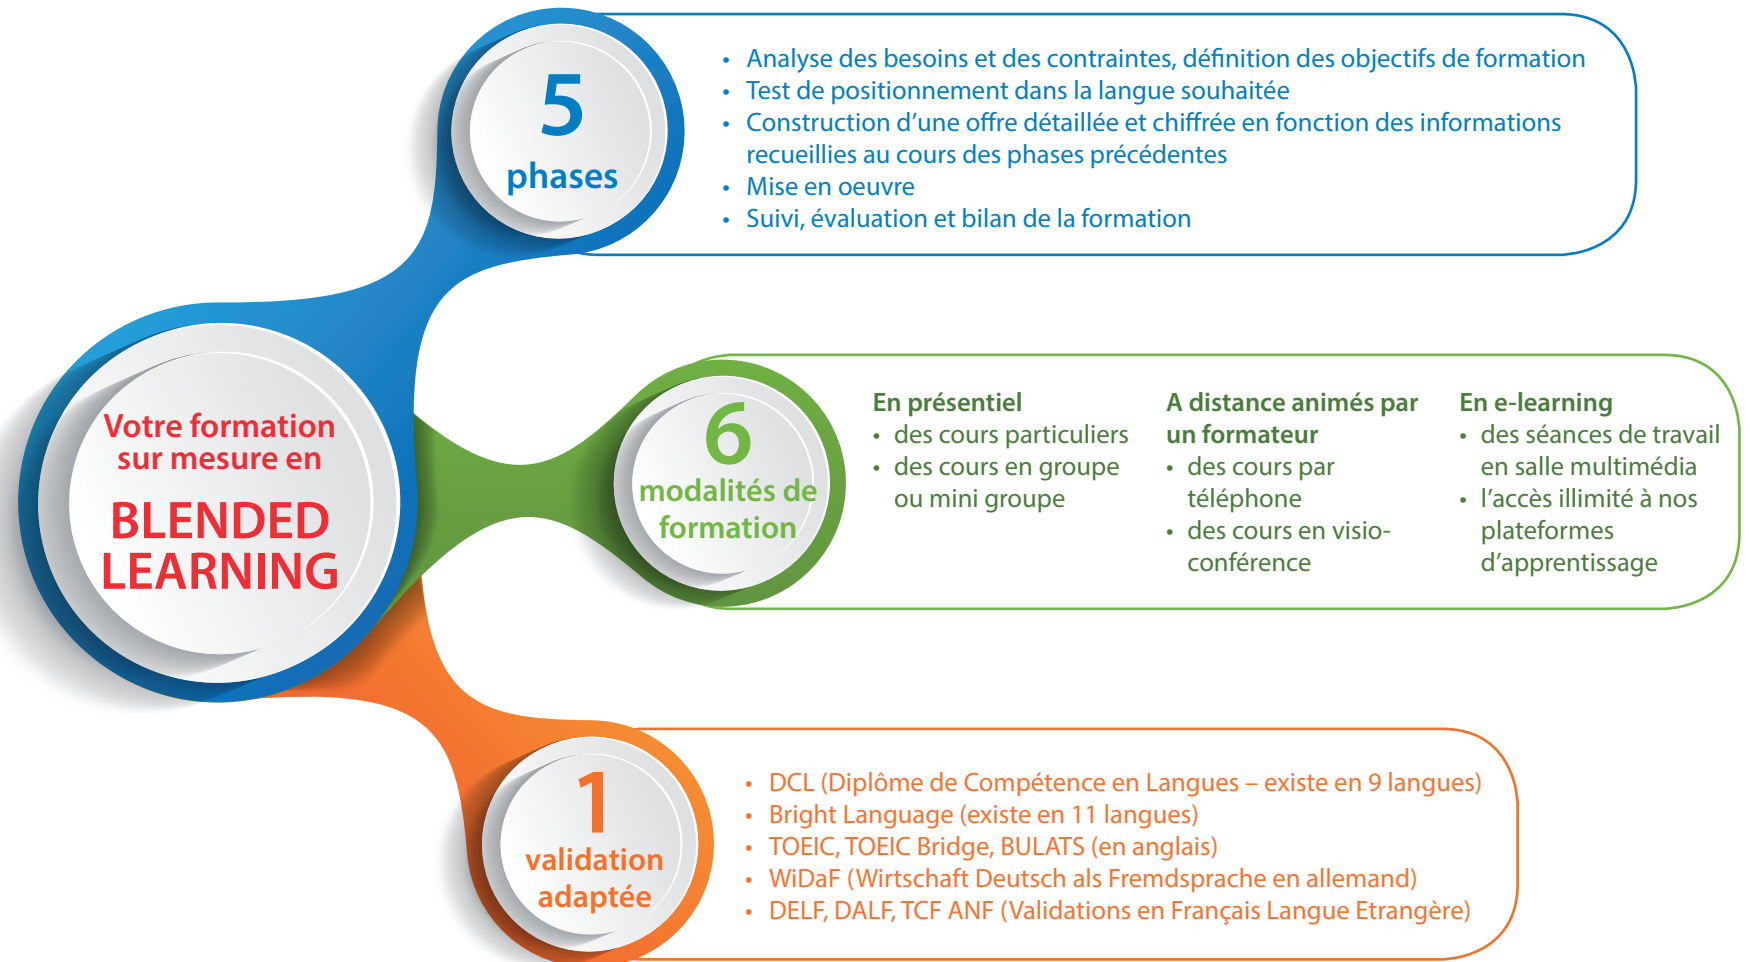 Votre formation
sur mesure en
BLENDED
LEARNING
5
phases
• Analyse des besoins et des contraintes, définition des objectifs de formation
• Test de positionnement dans la langue souhaitée
• Construction d’une offre détaillée et chiffrée en fonction des informations
recueillies au cours des phases précédentes
• Mise en oeuvre
• Suivi, évaluation et bilan de la formation
6
modalités de
formation
En présentiel
• des cours particuliers
• des cours en groupe
ou mini groupe
A distance animés par
un formateur
• des cours par
téléphone
• des cours en visio-
conférence
En e-learning
• des séances de travail
en salle multimédia
• l’accès illimité à nos
plateformes
d’apprentissage
1
validation
adaptée
• DCL (Diplôme de Compétence en Langues – existe en 9 langues)
• Bright Language (existe en 11 langues)
• TOEIC, TOEIC Bridge, BULATS (en anglais)
• WiDaF (Wirtschaft Deutsch als Fremdsprache en allemand)
• DELF, DALF, TCF ANF (Validations en Français Langue Etrangère)